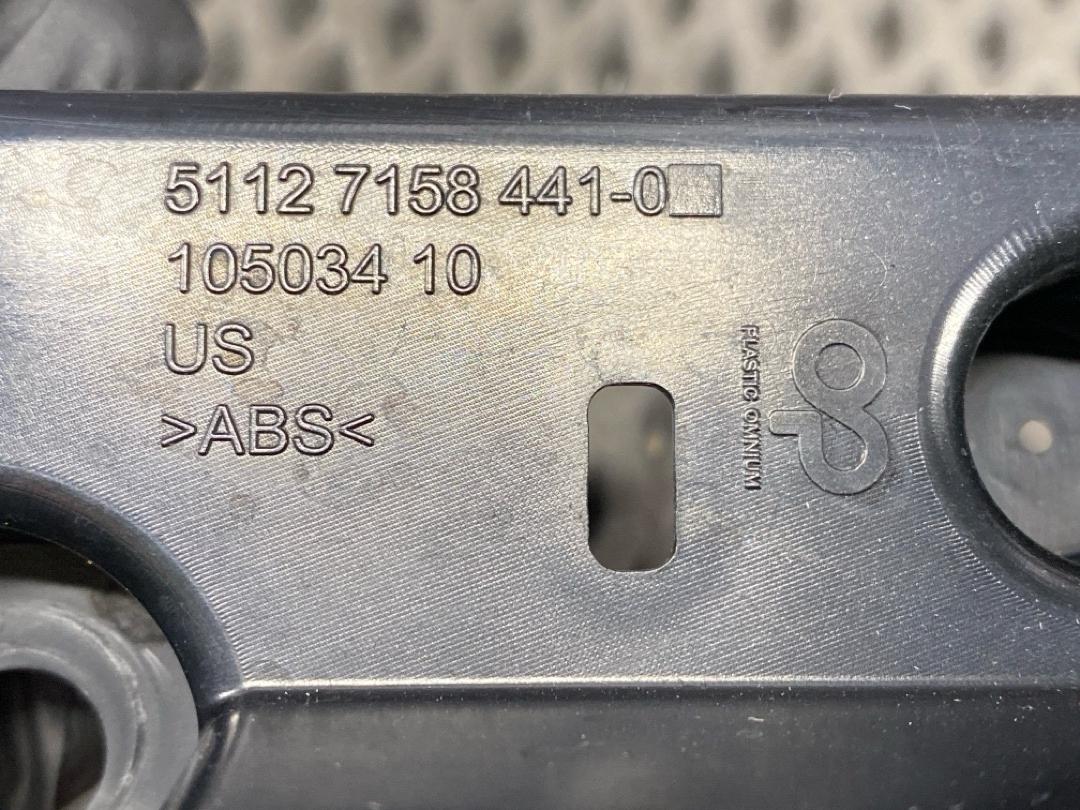 5112 7158 441-0
105034 10
US
>ABS<
PLASTIC OMNIUM